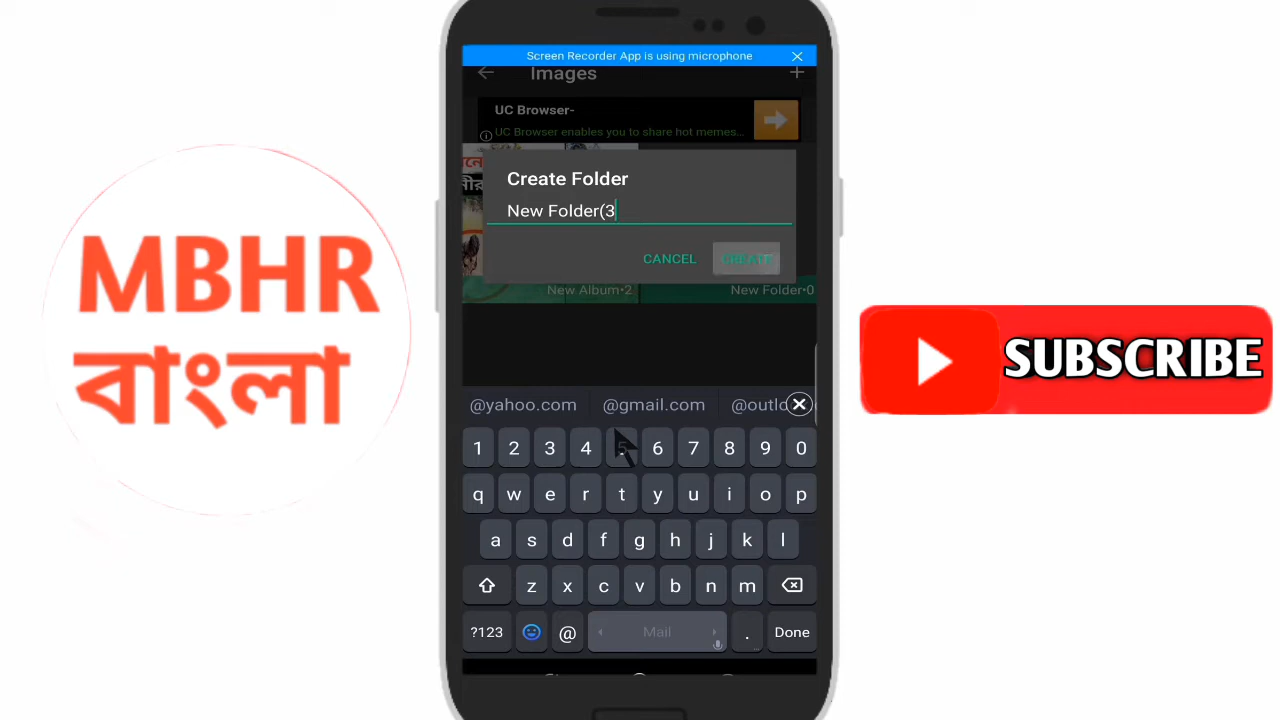 Screen Recorder App is using microphone
Images
UC Browser-
UC Browser enables you to share hot memes...
Create Folder
New Folder(3
CANCEL CREATE
New Album•2 New Folder•0
MBHR
বাংলা
SUBSCRIBE
@yahoo.com @gmail.com
1 2 3 4 5 6 7 8 9 0
q w e r t y u i o p
a s d f g h j k l
z x c v b n m
?123 @ Mail . Done